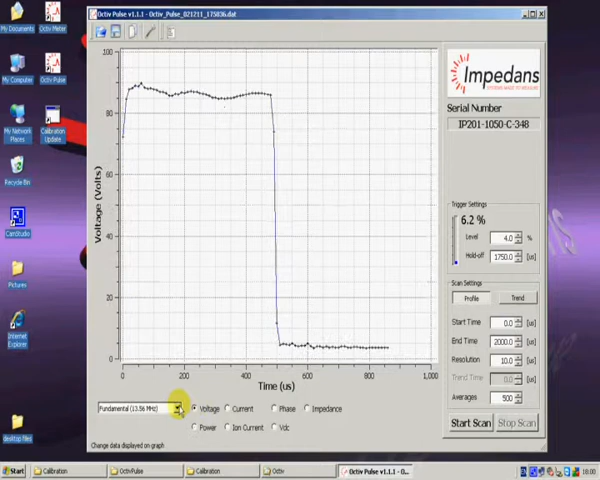 Octiv Pulse v1.1.1 - Octiv_Pulse_021211_175836.dat
My Documents
Octiv Meter
My Computer
Octiv Pulse
My Network Places
Calibration Update
Recycle Bin
CamStudio
Pictures
Internet Explorer
desktop files
Impedans
Serial Number
IP201-1050-C-348
Trigger Settings
6.2 %
Level 4.0 %
Hold-off 1750.0 [us]
Scan Settings
Profile Trend
Start Time 0.0 [us]
End Time 2000.0 [us]
Resolution 10.0 [us]
Trend Time 0.0 [us]
Averages 500
Start Scan Stop Scan
Voltage (Volts)
100
80
60
40
20
0
0 200 400 600 800 1,000
Time (us)
Fundamental (13.56 MHz) Voltage Current Phase Impedance
Power Ion Current Vdc
Change data displayed on graph
Start Calibration OctivPulse Calibration Octiv Octiv Pulse v1.1.1 - O... 18:00